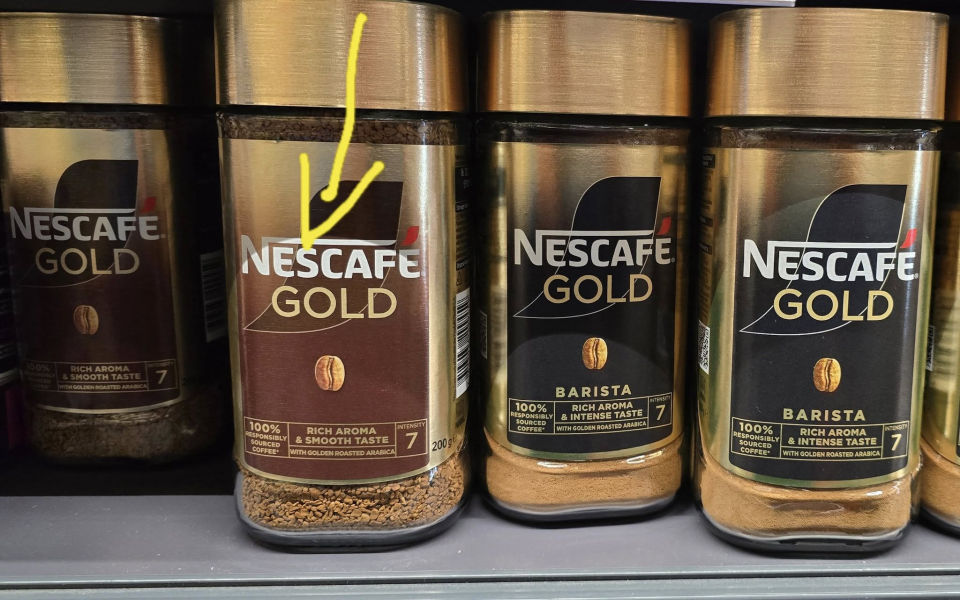 NESCAFÉ
GOLD
RICH AROMA
& SMOOTH TASTE
WITH GOLDEN ROASTED ARABICA
7
NESCAFÉ
GOLD
100%
RESPONSIBLY
SOURCED
COFFEE*
RICH AROMA
& SMOOTH TASTE
WITH GOLDEN ROASTED ARABICA
INTENSITY
7
200g
NESCAFÉ
GOLD
BARISTA
100%
RESPONSIBLY
SOURCED
COFFEE*
RICH AROMA
& INTENSE TASTE
WITH GOLDEN ROASTED ARABICA
INTENSITY
7
NESCAFÉ
GOLD
BARISTA
100%
RESPONSIBLY
SOURCED
COFFEE*
RICH AROMA
& INTENSE TASTE
WITH GOLDEN ROASTED ARABICA
INTENSITY
7